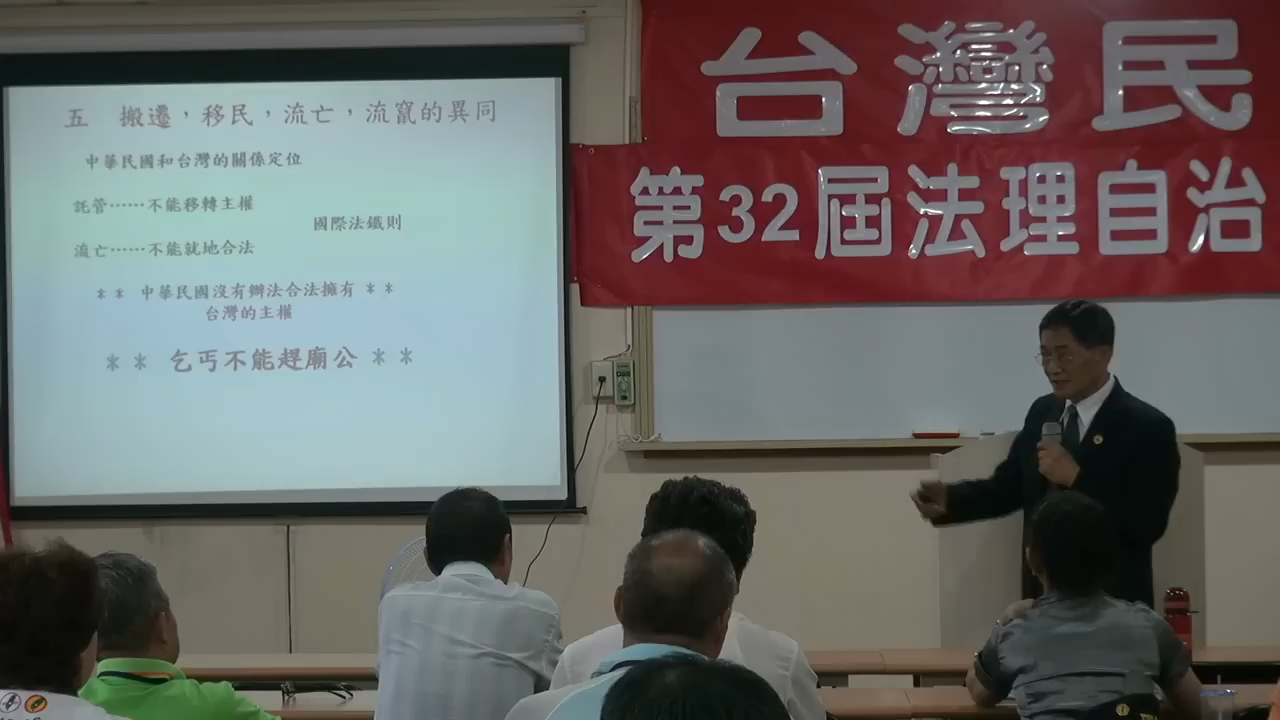 五 搬遷，移民，流亡，流竄的異同
中華民國和台灣的關係定位
託管……不能移轉主權
國際法鐵則
流亡……不能就地合法
＊＊ 中華民國沒有辦法合法擁有 ＊＊
台灣的主權
＊＊ 乞丐不能趕廟公 ＊＊
台灣民
第32屆法理自治